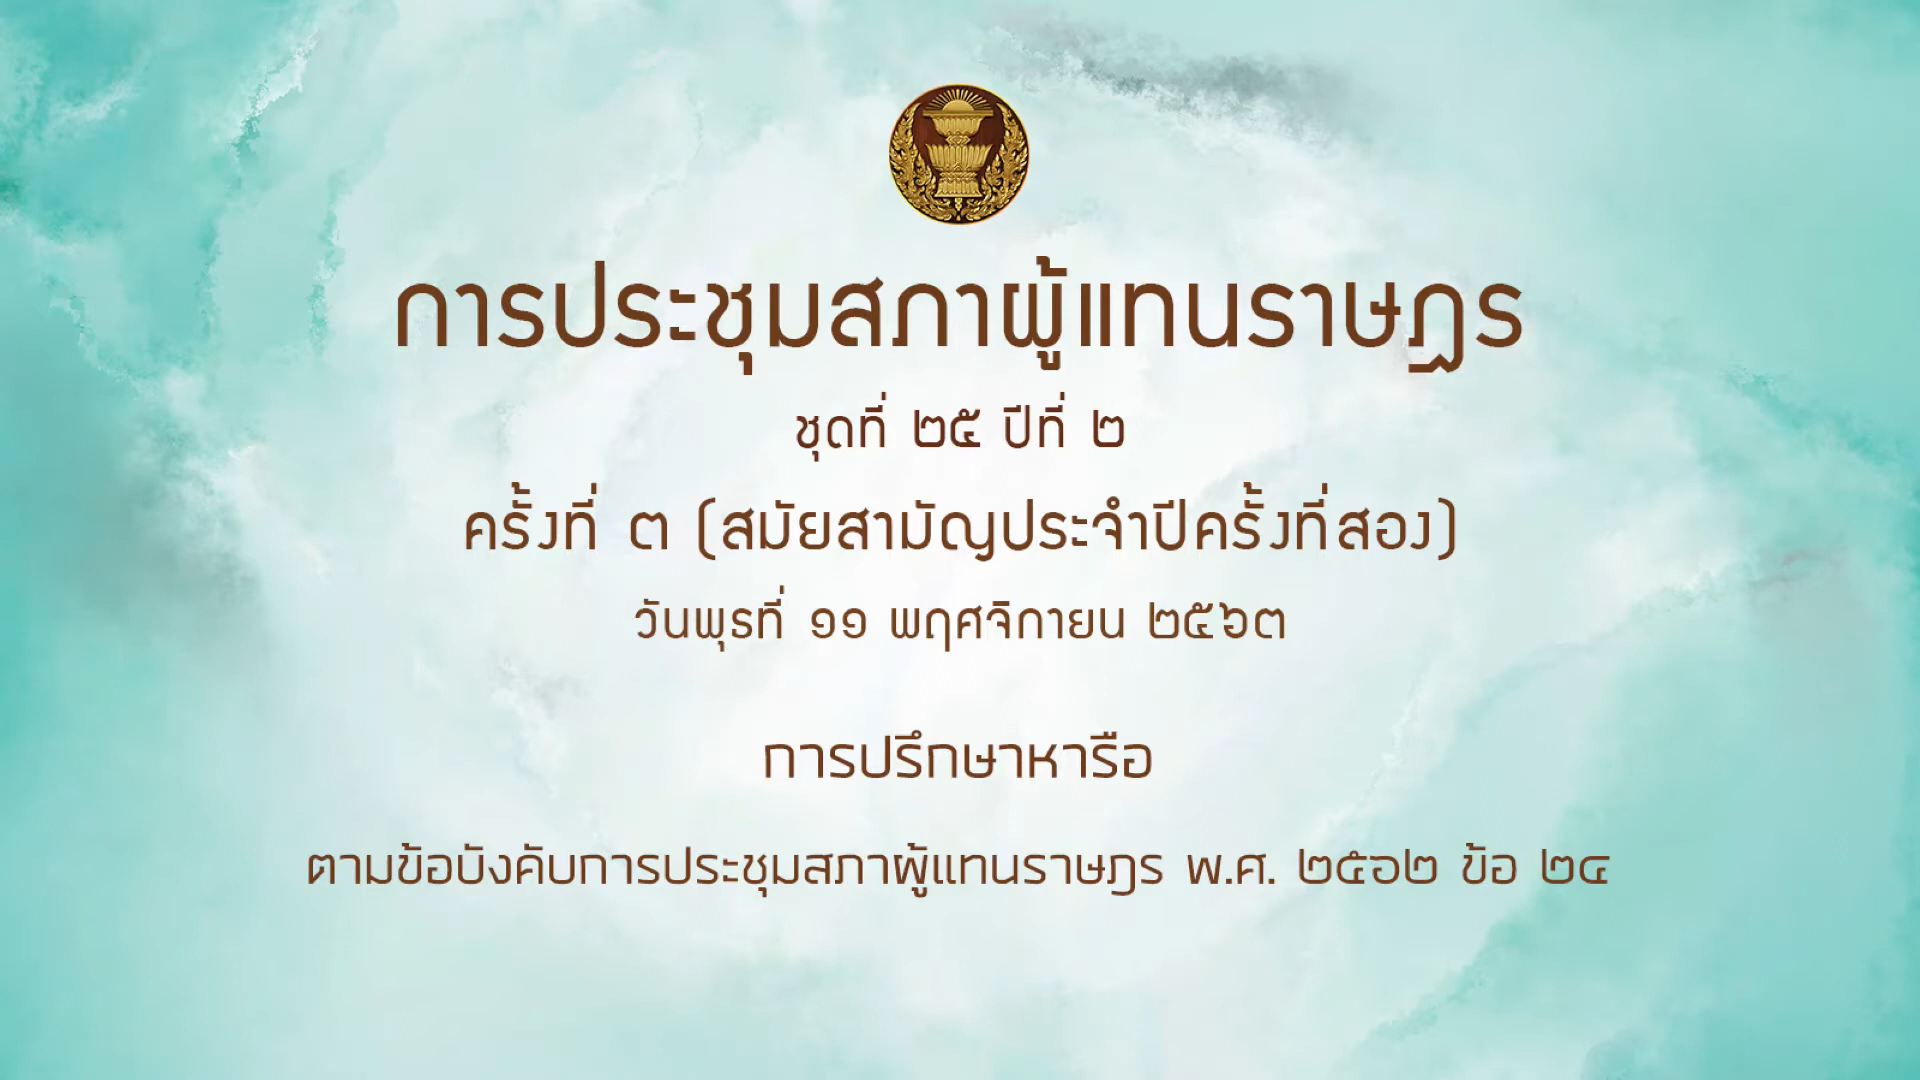 การประชุมสภาผู้แทนราษฎร
ชุดที่ ๒๕ ปีที่ ๒
ครั้งที่ ๓ (สมัยสามัญประจำปีครั้งที่สอง)
วันพุธที่ ๑๑ พฤศจิกายน ๒๕๖๓
การปรึกษาหารือ
ตามข้อบังคับการประชุมสภาผู้แทนราษฎร พ.ศ. ๒๕๖๒ ข้อ ๒๔